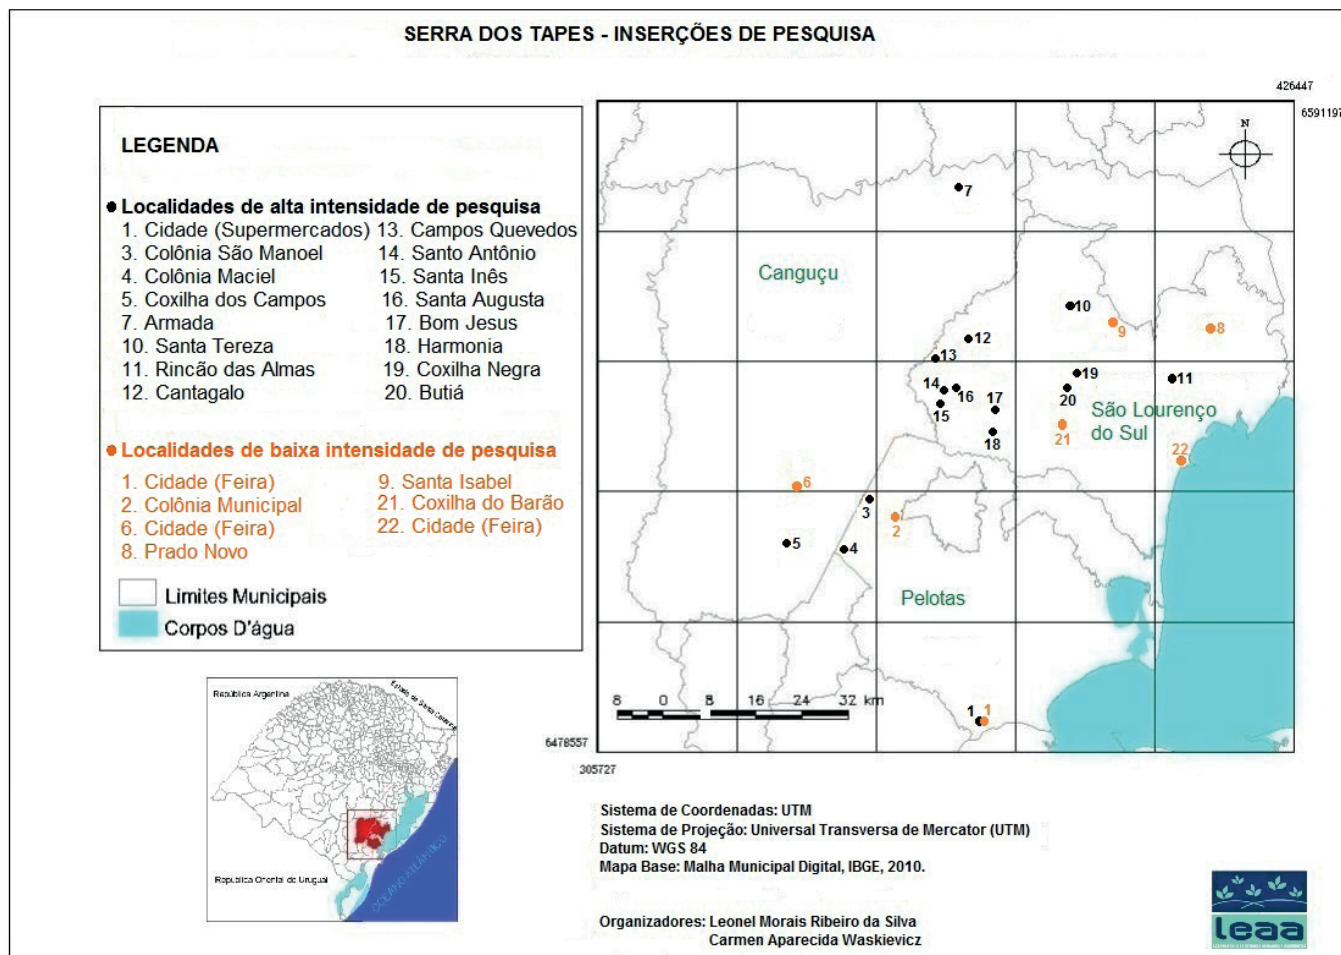 SERRA DOS TAPES - INSERÇÕES DE PESQUISA
426447
6591197
LEGENDA
Localidades de alta intensidade de pesquisa
1. Cidade (Supermercados) 13. Campos Quevedos
3. Colônia São Manoel 14. Santo Antônio
4. Colônia Maciel 15. Santa Inês
5. Coxilha dos Campos 16. Santa Augusta
7. Armada 17. Bom Jesus
10. Santa Tereza 18. Harmonia
11. Rincão das Almas 19. Coxilha Negra
12. Cantagalo 20. Butiá
Localidades de baixa intensidade de pesquisa
1. Cidade (Feira) 9. Santa Isabel
2. Colônia Municipal 21. Coxilha do Barão
6. Cidade (Feira) 22. Cidade (Feira)
8. Prado Novo
Limites Municipais
Corpos D'água
N
7
Canguçu
10
9
8
12
13
19
11
14
16
20
17
15
São Lourenço
do Sul
18
21
22
6
3
2
5
4
Pelotas
8 0 8 16 24 32 km
1 1
6478557
305727
República Argentina
Estado de Santa Catarina
República Oriental do Uruguai
OCEANO ATLÂNTICO
Sistema de Coordenadas: UTM
Sistema de Projeção: Universal Transversa de Mercator (UTM)
Datum: WGS 84
Mapa Base: Malha Municipal Digital, IBGE, 2010.
Organizadores: Leonel Morais Ribeiro da Silva
Carmen Aparecida Waskievicz
leaa